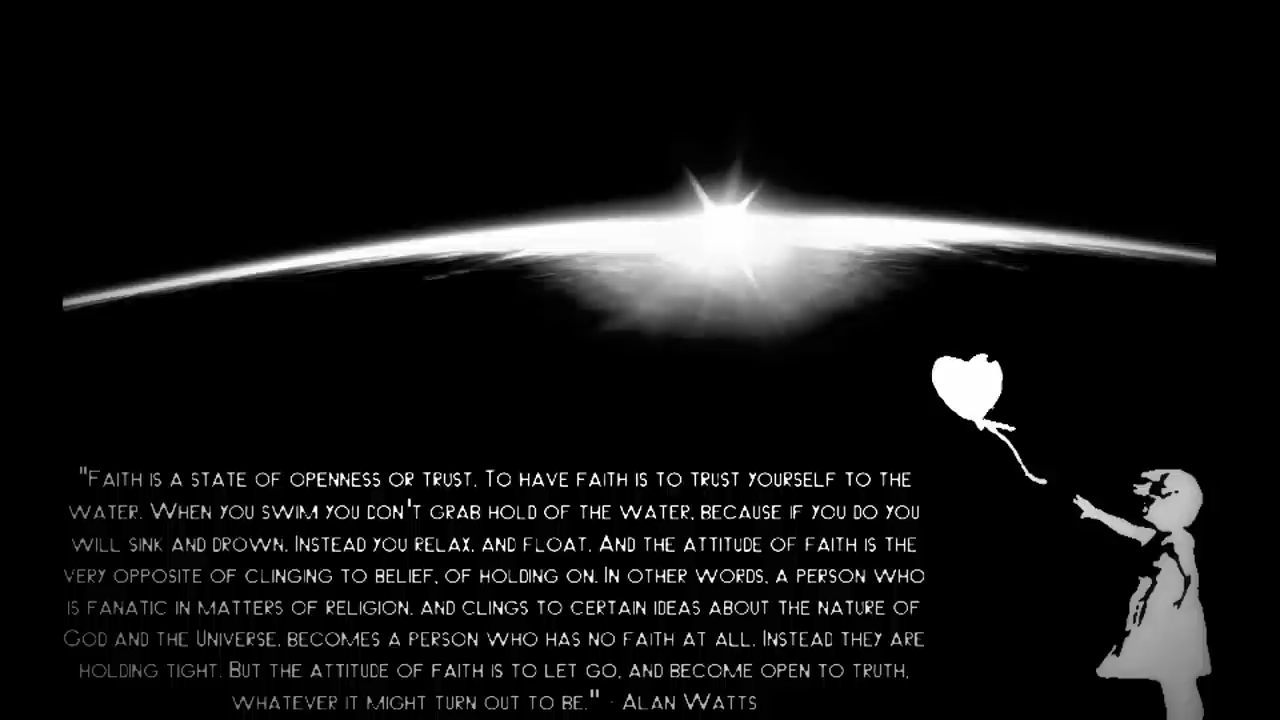 "Faith is a state of openness or trust. To have faith is to trust yourself to the
water. When you swim you don't grab hold of the water, because if you do you
will sink and drown. Instead you relax, and float. And the attitude of faith is the
very opposite of clinging to belief, of holding on. In other words, a person who
is fanatic in matters of religion, and clings to certain ideas about the nature of
God and the Universe, becomes a person who has no faith at all. Instead they are
holding tight. But the attitude of faith is to let go, and become open to truth,
whatever it might turn out to be." - Alan Watts